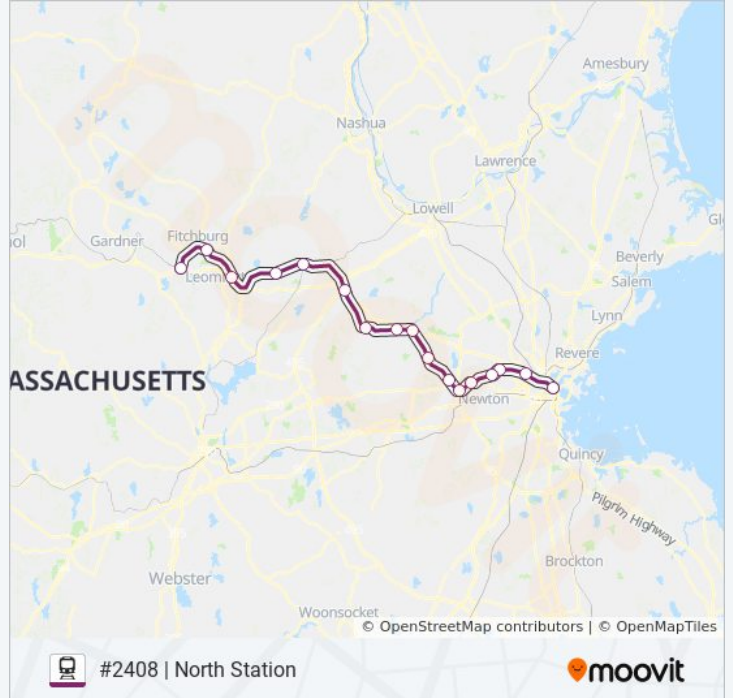 Amesbury
Nashua
Lawrence
Lowell
Fitchburg
Gardner
Leom
Beverly
Salem
Lynn
Revere
ASSACHUSETTS
Newton
Quincy
Pilgrim Highway
Brockton
Webster
Woonsocket
© OpenStreetMap contributors | © OpenMapTiles
#2408 | North Station
moovit